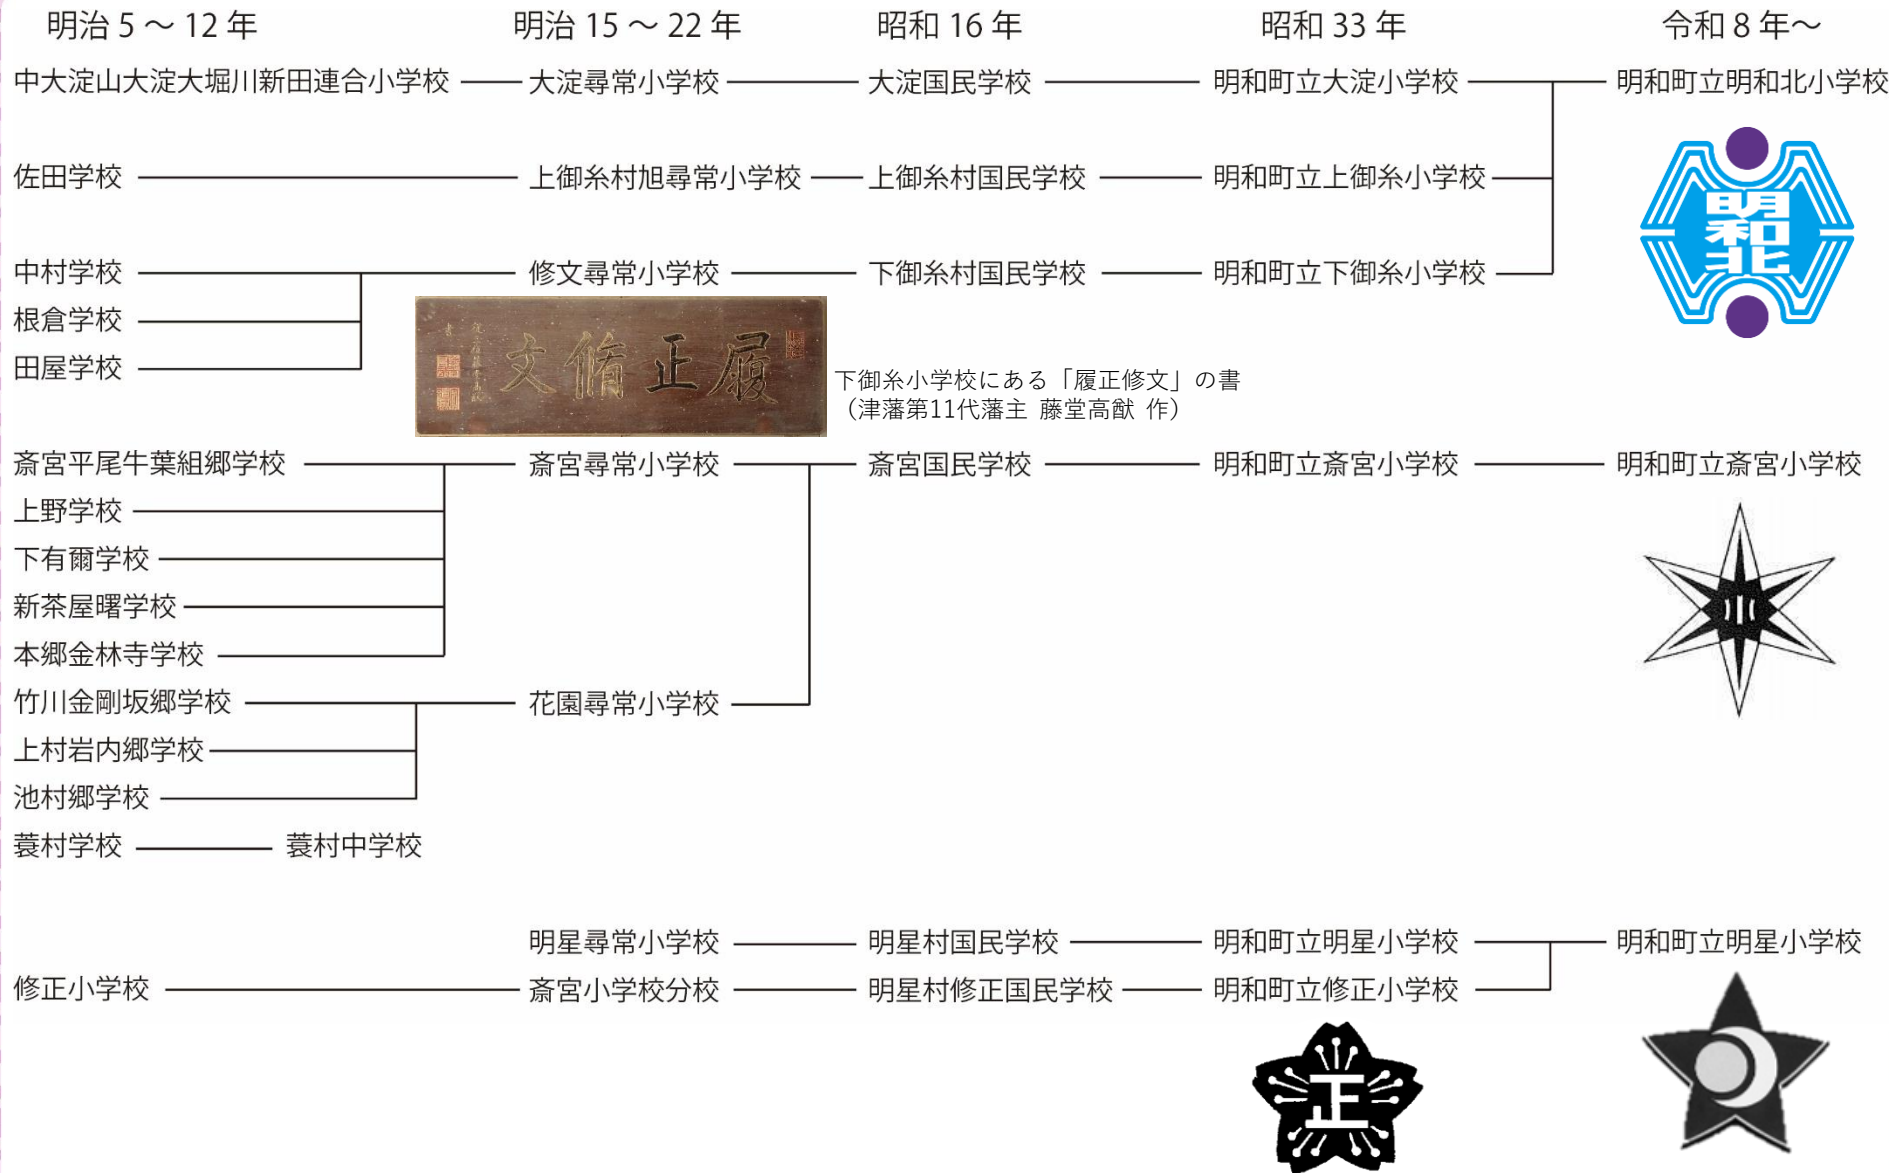 明治 5 ～ 12 年　明治 15 ～ 22 年　昭和 16 年　昭和 33 年　令和 8 年～
中大淀山大淀大堀川新田連合小学校　大淀尋常小学校　大淀国民学校　明和町立大淀小学校　明和町立明和北小学校
佐田学校　上御糸村旭尋常小学校　上御糸村国民学校　明和町立上御糸小学校
明和北
中村学校　修文尋常小学校　下御糸村国民学校　明和町立下御糸小学校
根倉学校
田屋学校
文脩正履
下御糸小学校にある「履正修文」の書
（津藩第11代藩主 藤堂高猷 作）
斎宮平尾牛葉組郷学校　斎宮尋常小学校　斎宮国民学校　明和町立斎宮小学校　明和町立斎宮小学校
上野学校
下有爾学校
新茶屋曙学校
小
本郷金林寺学校
竹川金剛坂郷学校　花園尋常小学校
上村岩内郷学校
池村郷学校
蓑村学校　蓑村中学校
明星尋常小学校　明星村国民学校　明和町立明星小学校　明和町立明星小学校
修正小学校　斎宮小学校分校　明星村修正国民学校　明和町立修正小学校
正